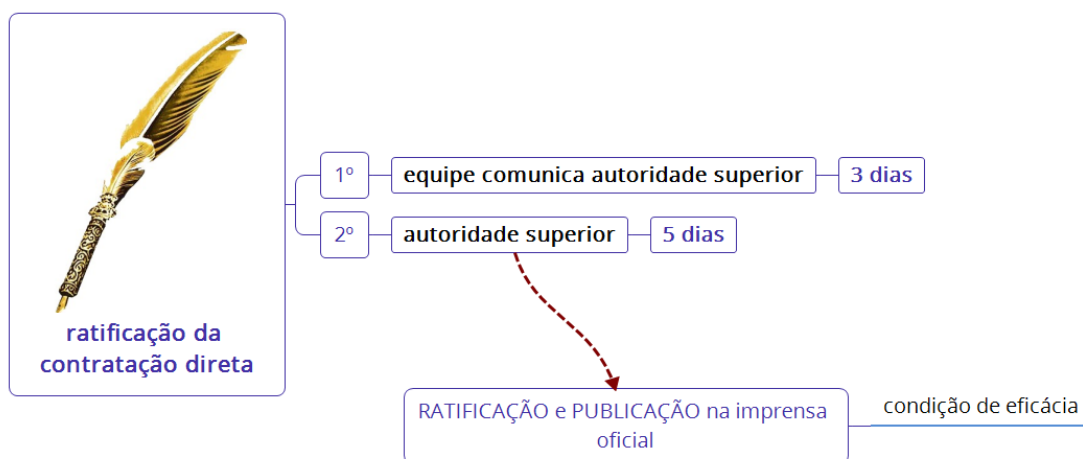 ratificação da
contratação direta
1º
equipe comunica autoridade superior
3 dias
2º
autoridade superior
5 dias
RATIFICAÇÃO e PUBLICAÇÃO na imprensa
oficial
condição de eficácia